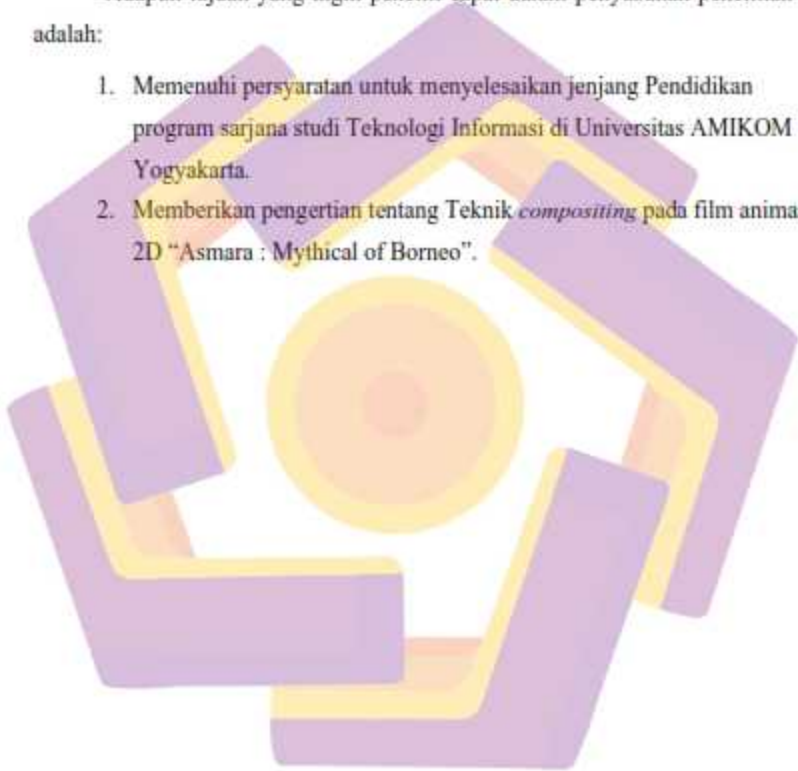 adalah:
1. Memenuhi persyaratan untuk menyelesaikan jenjang Pendidikan
program sarjana studi Teknologi Informasi di Universitas AMIKOM
Yogyakarta.
2. Memberikan pengertian tentang Teknik compositing pada film anima
2D “Asmara : Mythical of Borneo”.